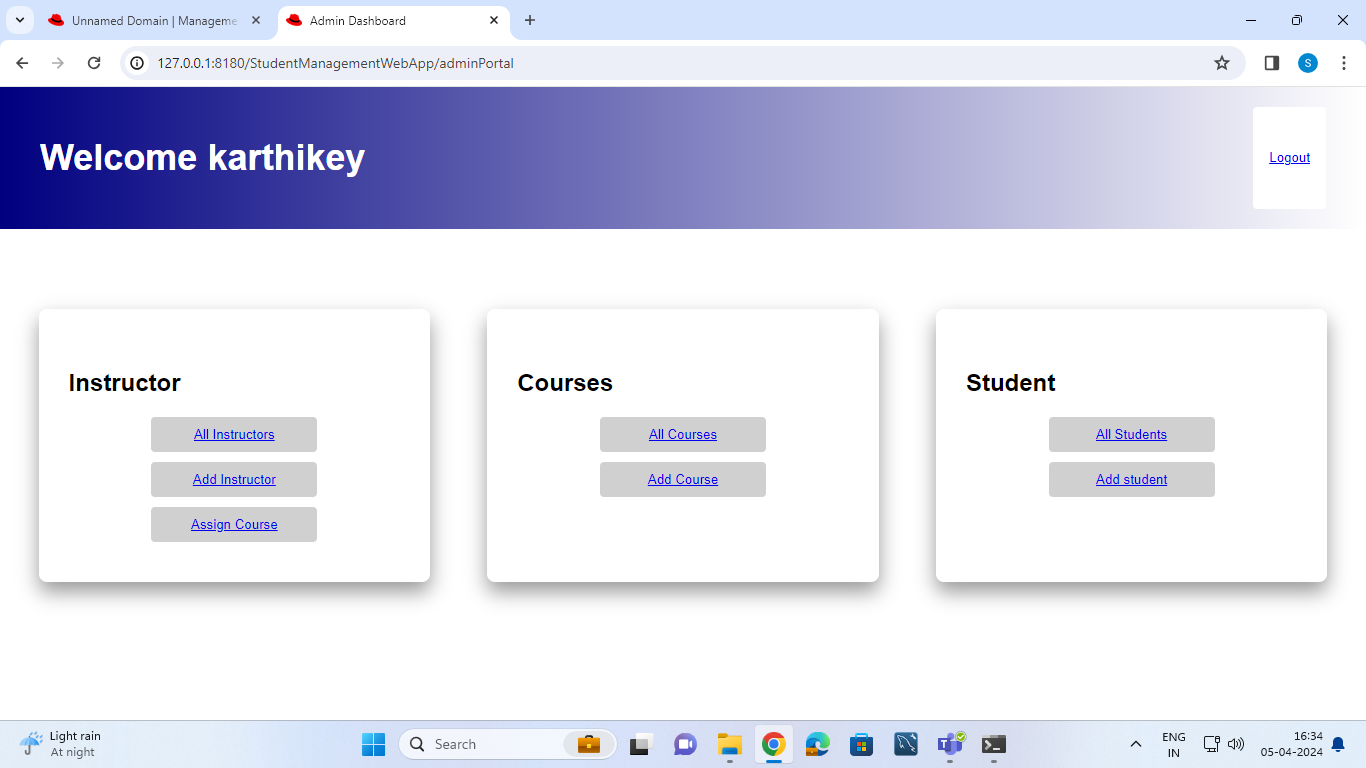 Unnamed Domain | Manageme
Admin Dashboard
127.0.0.1:8180/StudentManagementWebApp/adminPortal
S
Welcome karthikey
Logout
Instructor
All Instructors
Add Instructor
Assign Course
Courses
All Courses
Add Course
Student
All Students
Add student
Light rain
At night
Search
ENG
IN
16:34
05-04-2024